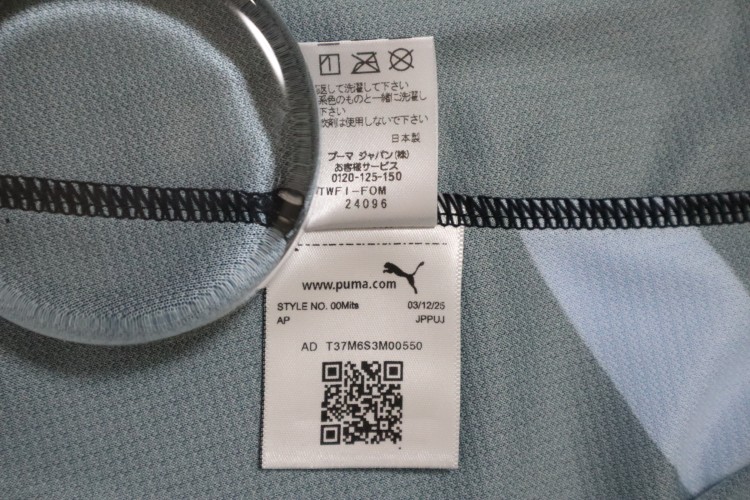 返して洗濯して下さい
系色のものと一緒に洗濯し
下さい
剤は使用しないで下さい
日本製
プーマ ジャパン(株)
お客様サービス
0120-125-150
TWFI-FOM
24096
www.puma.com
STYLE NO. 00Mits 03/12/25
AP JPPUJ
AD T37M6S3M00550